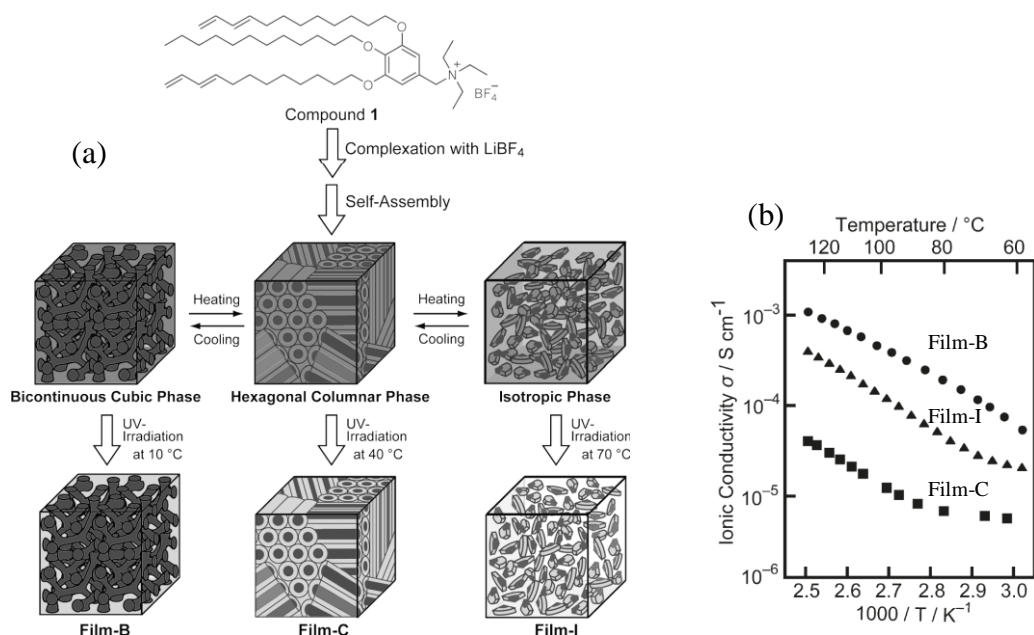 BF4−
N+
O
O
O
Compound 1
(a)
Complexation with LiBF4
Self-Assembly
Heating
Cooling
Heating
Cooling
Bicontinuous Cubic Phase
Hexagonal Columnar Phase
Isotropic Phase
UV-
Irradiation
at 10 °C
UV-
Irradiation
at 40 °C
UV-
Irradiation
at 70 °C
Film-B
Film-C
Film-I
(b)
Temperature / °C
120 100 80 60
Ionic Conductivity σ / S cm−1
10−3
10−4
10−5
10−6
Film-B
Film-I
Film-C
2.5 2.6 2.7 2.8 2.9 3.0
1000 / T / K−1